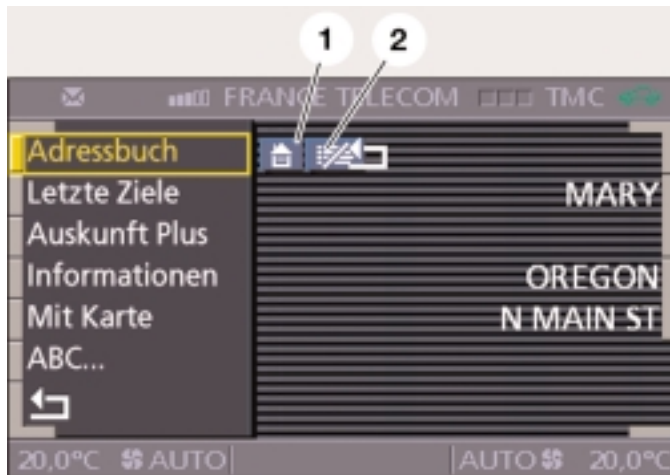 1 2
FRANCE TELECOM TMC
Adressbuch
Letzte Ziele MARY
Auskunft Plus
Informationen OREGON
Mit Karte N MAIN ST
ABC...
20,0°C AUTO AUTO 20,0°C